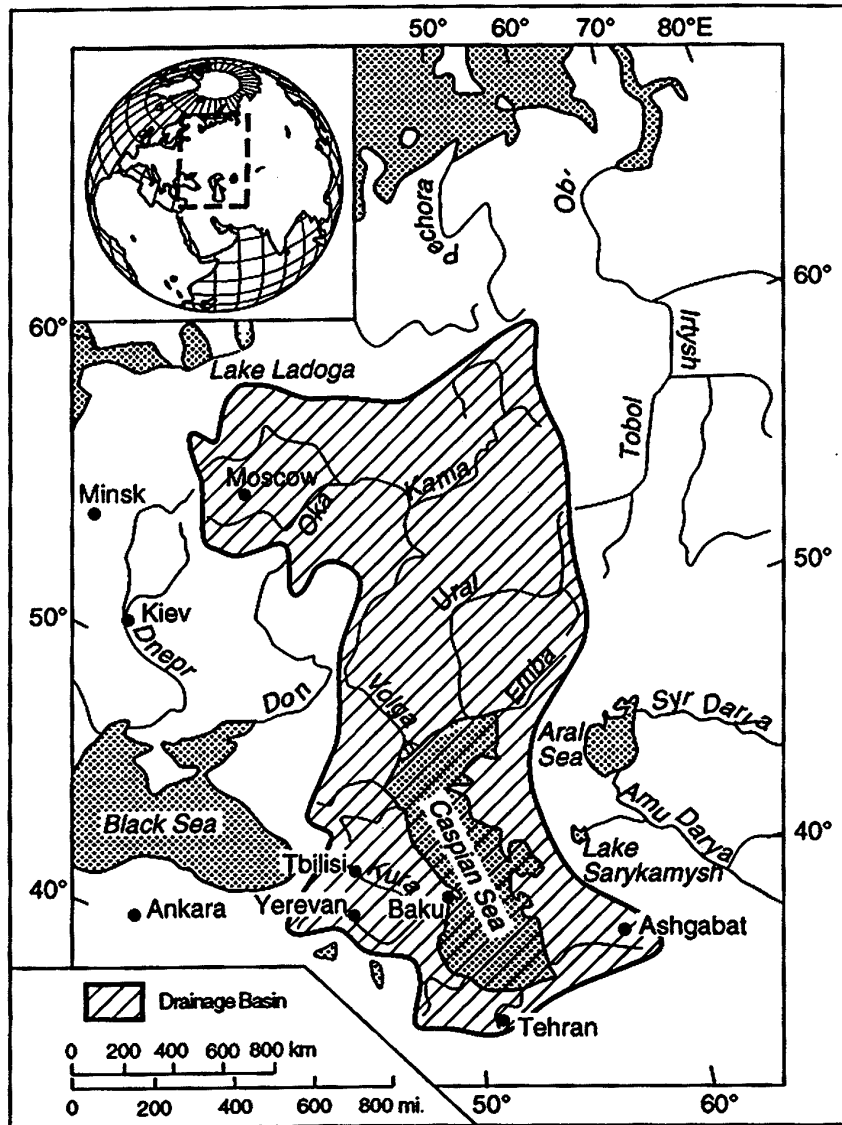 50° 60° 70° 80°E
Pechora
Ob'
60°
60°
Lake Ladoga
Irtysh
Tobol
Moscow
Kama
Minsk
Oka
50°
Ural
50°
Kiev
Dnepr
Emba
Don
Volga
Syr Darya
Aral
Sea
Amu Darya
Black Sea
Caspian Sea
40°
Lake
Sarykamysh
Tbilisi
Kura
40°
Ankara
Yerevan
Baku
Ashgabat
Drainage Basin
Tehran
0 200 400 600 800 km
0 200 400 600 800 mi.
50° 60°